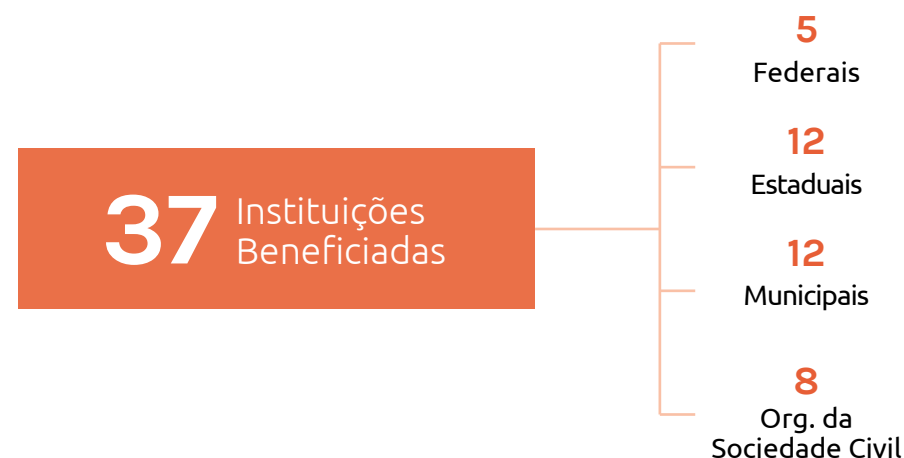 37 Instituições
Beneficiadas
5
Federais
12
Estaduais
12
Municipais
8
Org. da
Sociedade Civil